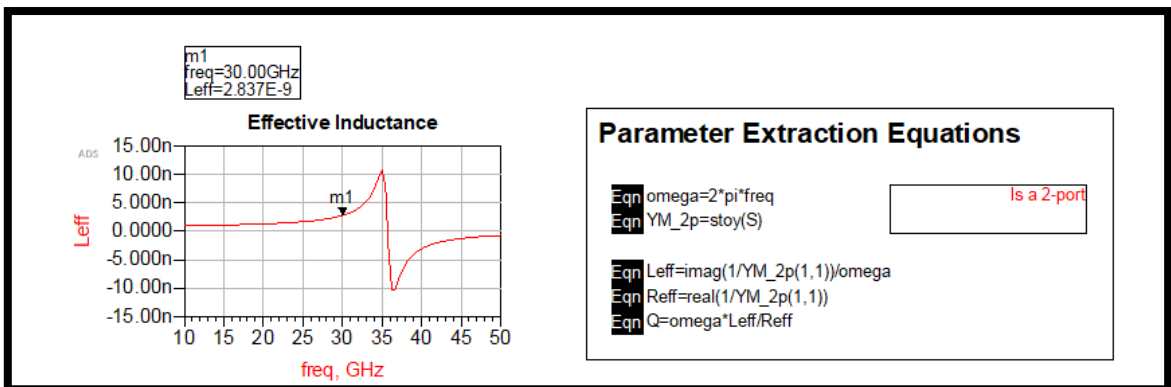 m1
freq=30.00GHz
Leff=2.837E-9
Effective Inductance
ADS
15.00n
10.00n
5.000n
0.0000
-5.000n
-10.00n
-15.00n
Leff
m1
10 15 20 25 30 35 40 45 50
freq, GHz
Parameter Extraction Equations
Eqn omega=2*pi*freq
Eqn YM_2p=stoy(S)
Is a 2-port
Eqn Leff=imag(1/YM_2p(1,1))/omega
Eqn Reff=real(1/YM_2p(1,1))
Eqn Q=omega*Leff/Reff